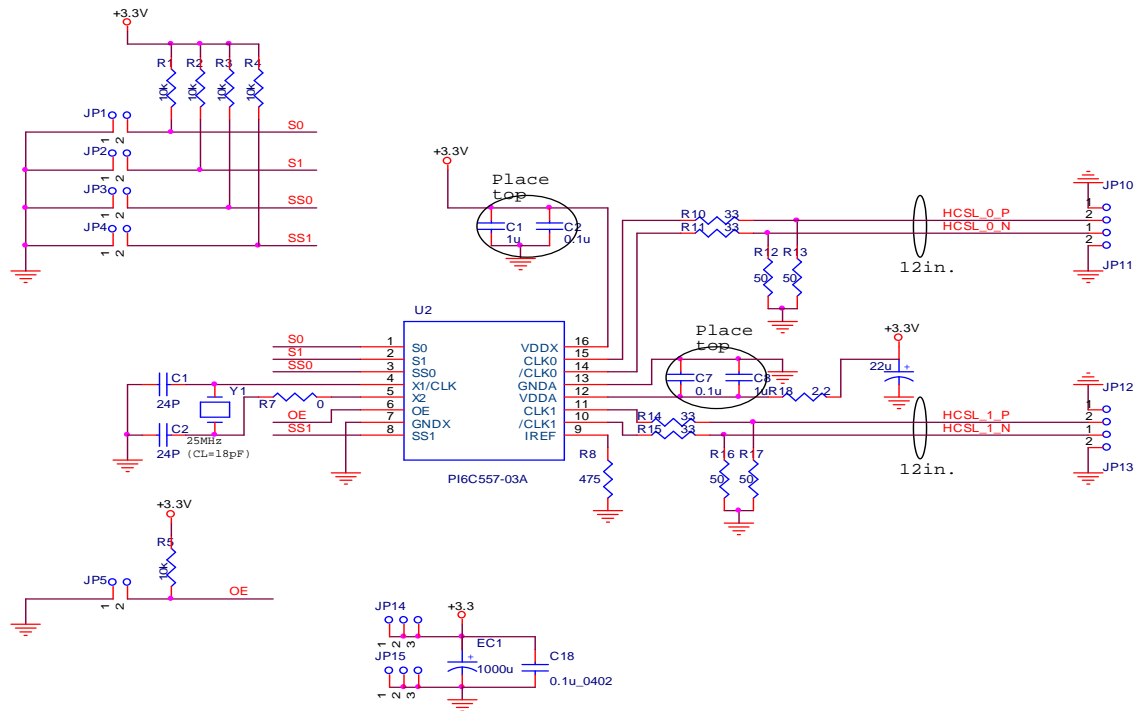 +3.3V
R1 R2 R3 R4
10k 10k 10k 10k
JP1
1 2
S0
JP2
1 2
S1
JP3
1 2
SS0
JP4
1 2
SS1
+3.3V
Place
top
C1
1u
C2
0.1u
R10 33
R11 33
HCSL_0_P
HCSL_0_N
JP10
1
2
1
2
JP11
12in.
R12 R13
50 50
U2
S0
S1
SS0
OE
SS1
1 S0
2 S1
3 SS0
4 X1/CLK
5 X2
6 OE
7 GNDX
8 SS1
VDDX 16
CLK0 15
/CLK0 14
GNDA 13
VDDA 12
CLK1 11
/CLK1 10
IREF 9
PI6C557-03A
C1
24P
C2
24P
Y1
25MHz
(CL=18pF)
R7 0
Place
top
C7
0.1u
C8
1u
R18 2.2
+3.3V
22u +
R14 33
R15 33
HCSL_1_P
HCSL_1_N
JP12
1
2
1
2
JP13
12in.
R16 R17
50 50
R8
475
+3.3V
R5
10k
JP5
1 2
OE
JP14
1 2 3
+3.3
EC1
+
1000u
C18
0.1u_0402
JP15
1 2 3